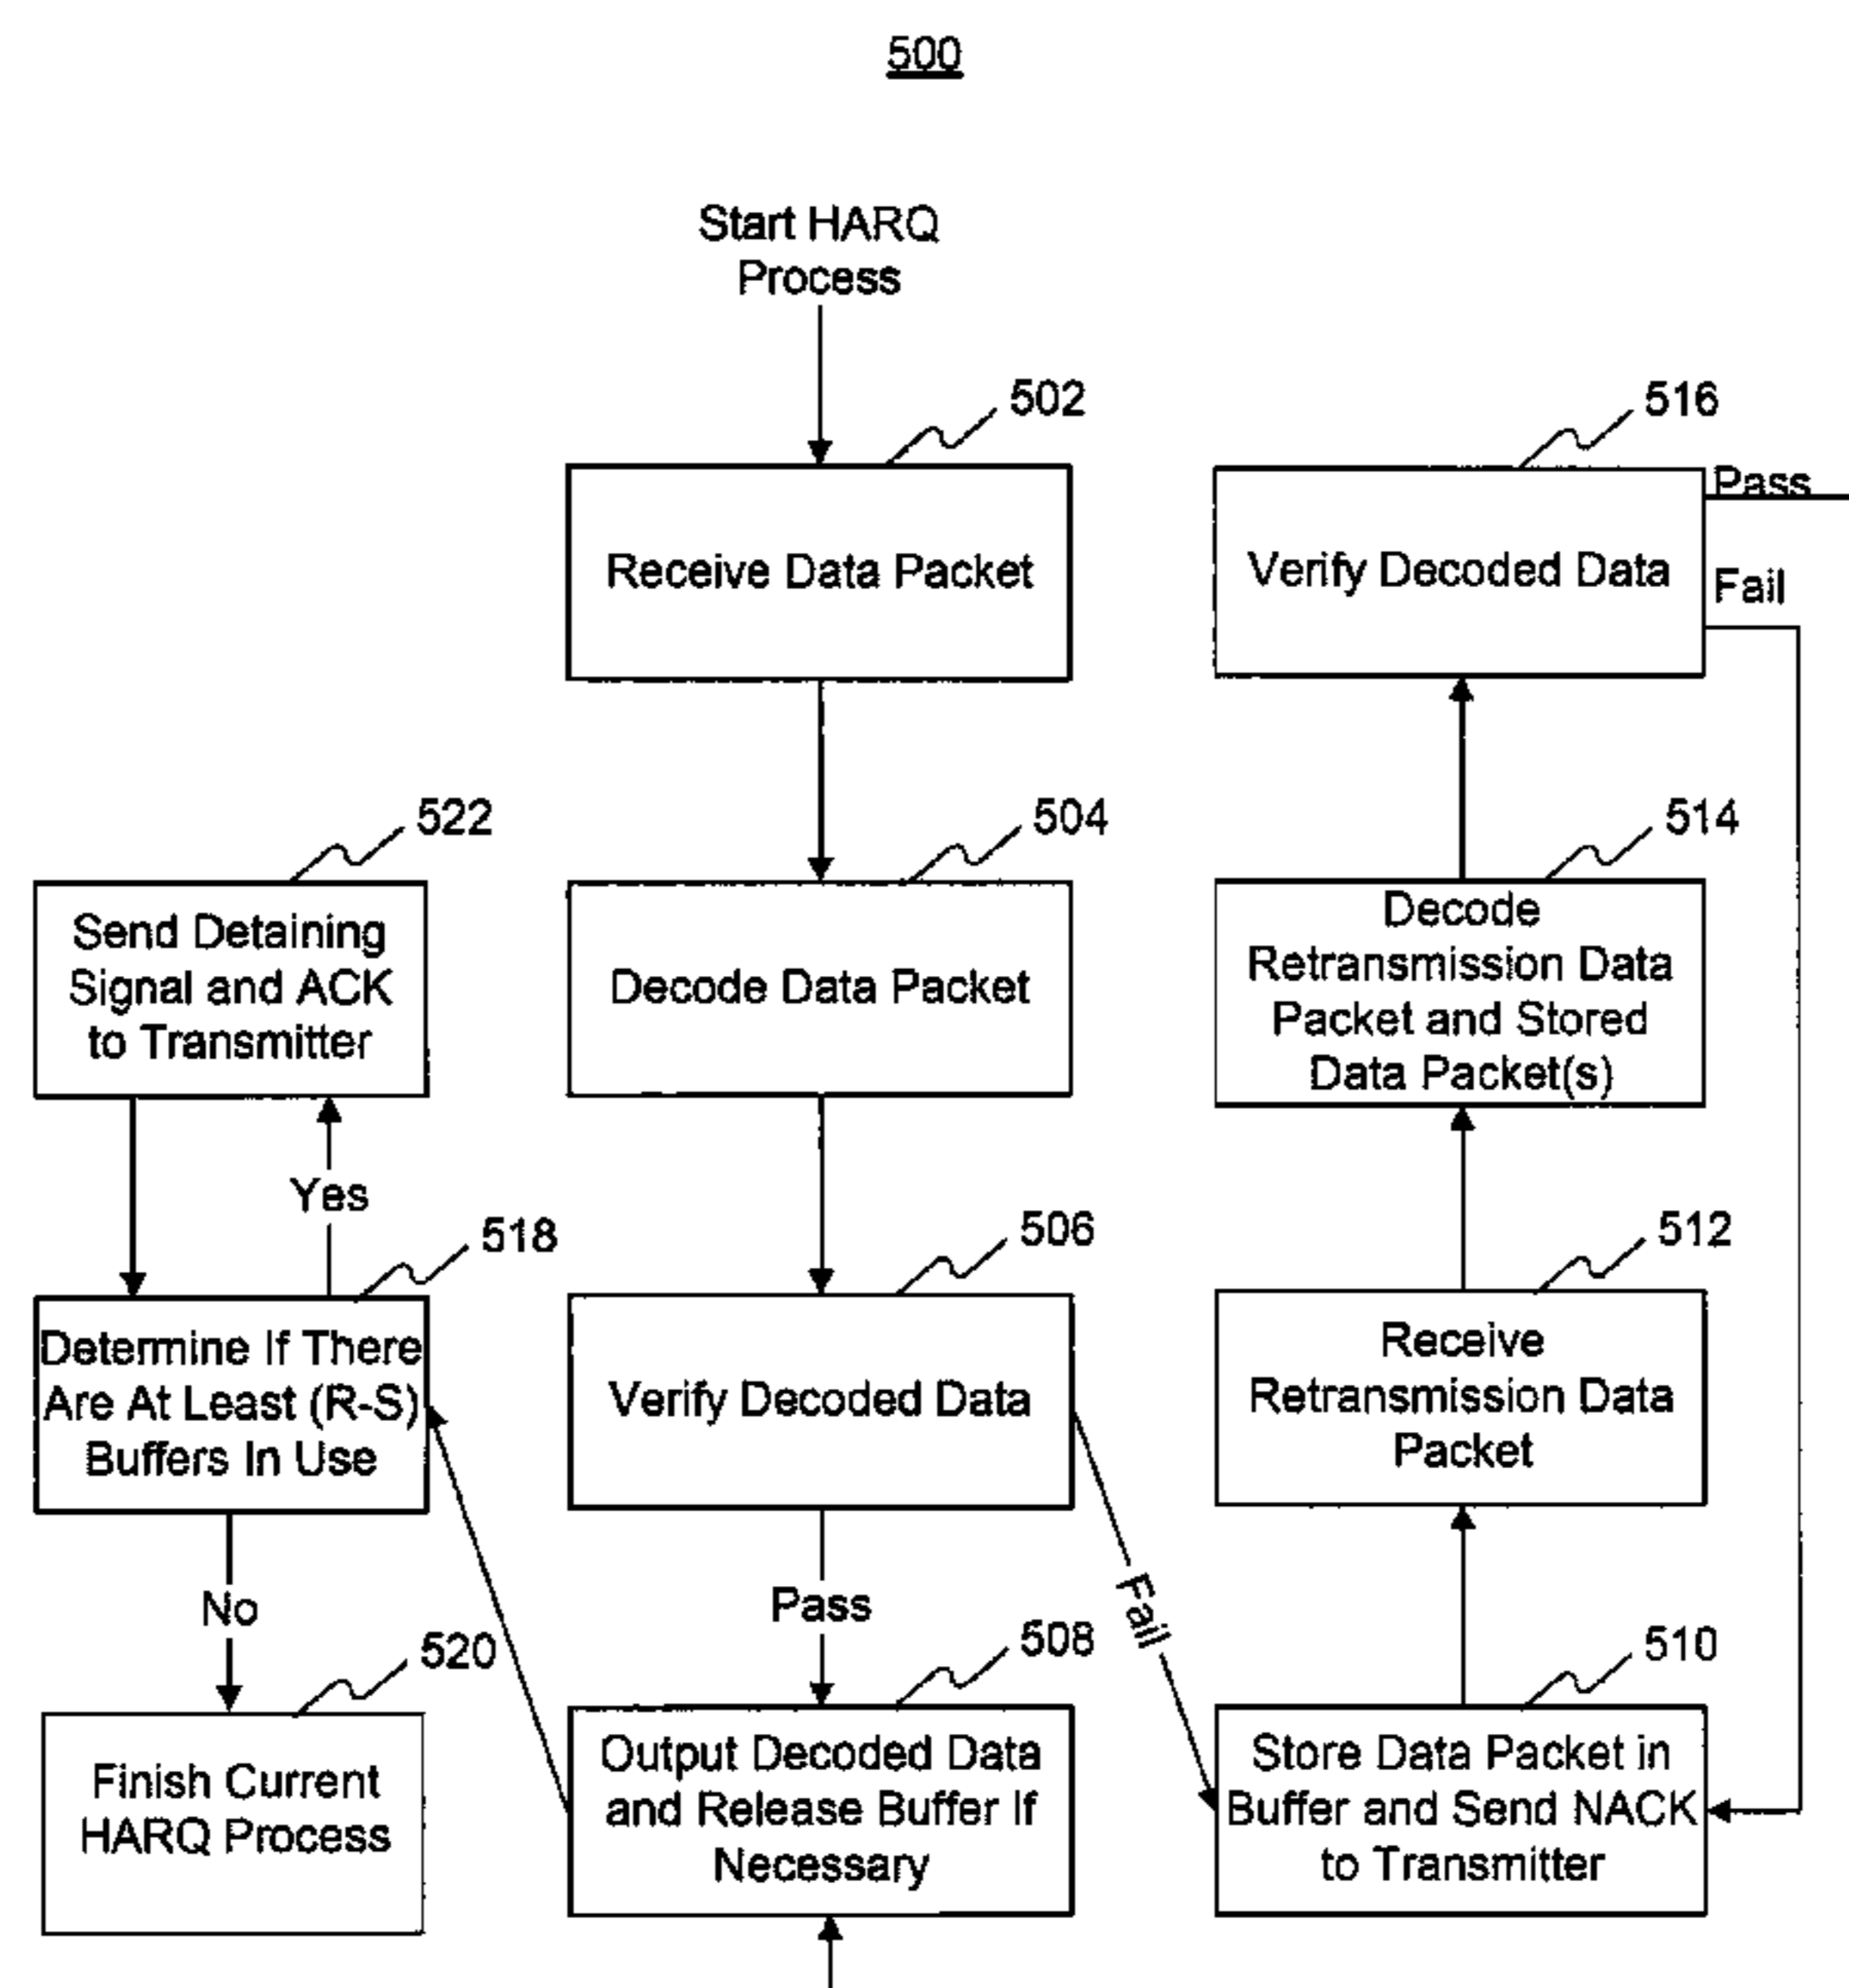 500
Start HARQ
Process
502
Receive Data Packet
504
Decode Data Packet
506
Verify Decoded Data
Pass
Fail
508
Output Decoded Data
and Release Buffer If
Necessary
510
Store Data Packet in
Buffer and Send NACK
to Transmitter
512
Receive
Retransmission Data
Packet
514
Decode
Retransmission Data
Packet and Stored
Data Packet(s)
516
Verify Decoded Data
Pass
Fail
518
Determine If There
Are At Least (R-S)
Buffers In Use
Yes
No
520
Finish Current
HARQ Process
522
Send Detaining
Signal and ACK
to Transmitter